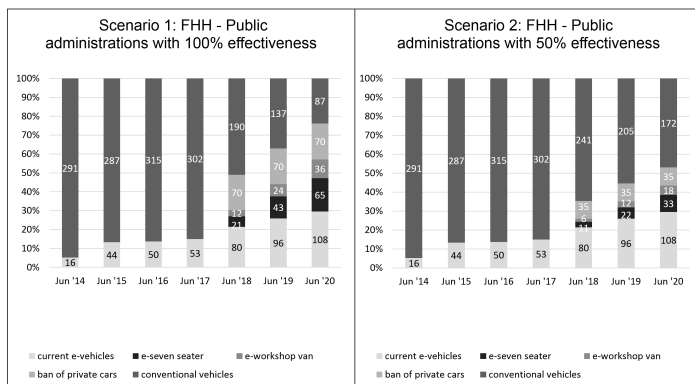 Scenario 1: FHH - Public
administrations with 100% effectiveness
100%
90%
80%
70%
60%
50%
40%
30%
20%
10%
0%
291
287
315
302
190
137
87
70
70
70
12
24
36
21
43
65
16
44
50
53
80
96
108
Jun '14
Jun '15
Jun '16
Jun '17
Jun '18
Jun '19
Jun '20
current e-vehicles
e-seven seater
e-workshop van
ban of private cars
conventional vehicles
Scenario 2: FHH - Public
administrations with 50% effectiveness
100%
90%
80%
70%
60%
50%
40%
30%
20%
10%
0%
291
287
315
302
241
205
172
35
35
35
6
12
18
11
22
33
16
44
50
53
80
96
108
Jun '14
Jun '15
Jun '16
Jun '17
Jun '18
Jun '19
Jun '20
current e-vehicles
e-seven seater
e-workshop van
ban of private cars
conventional vehicles